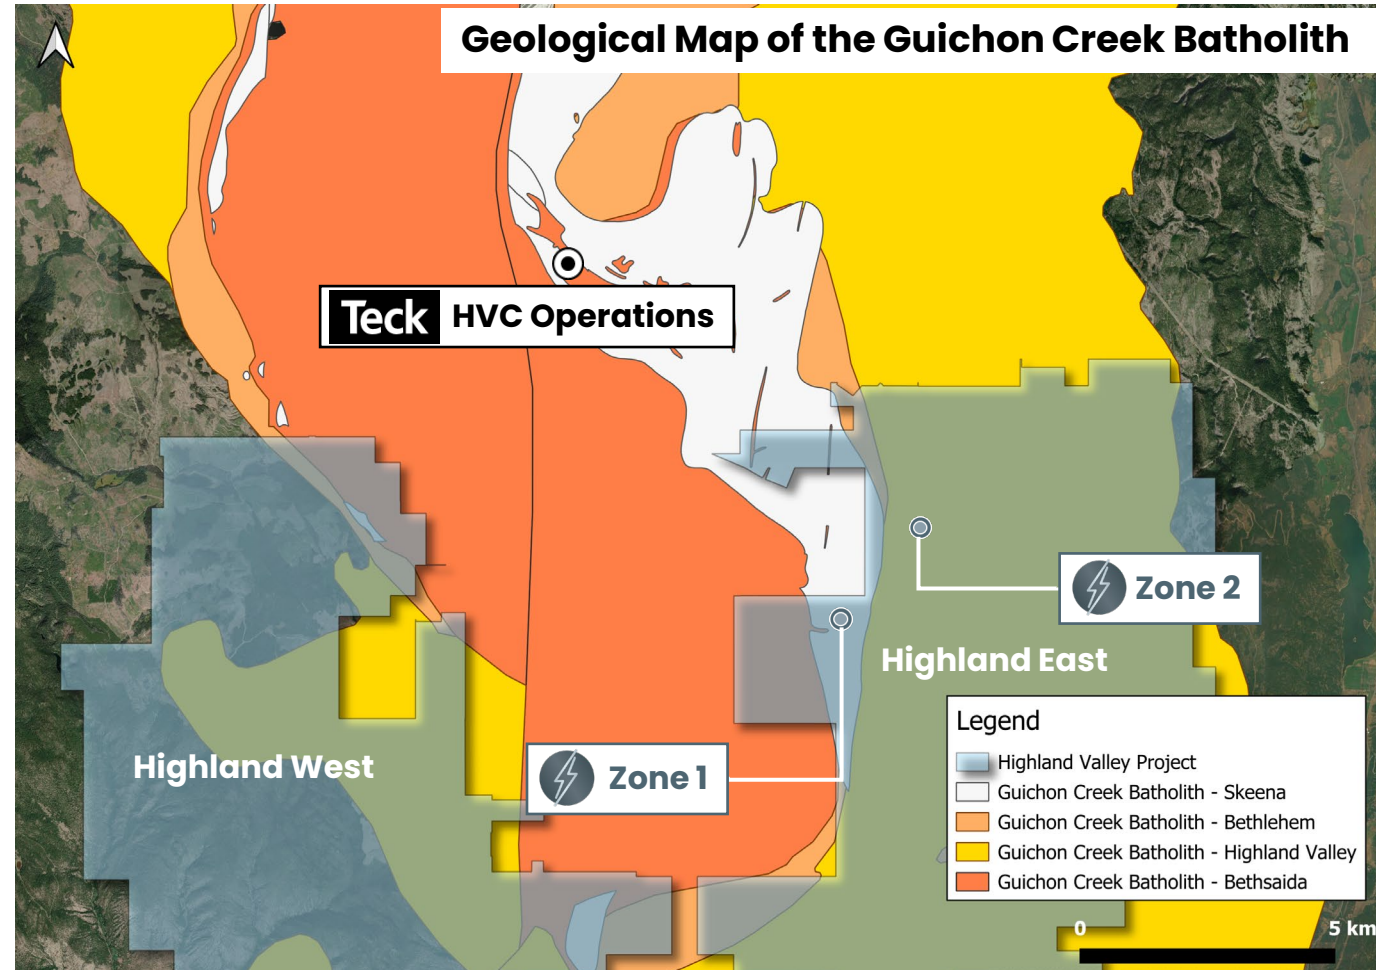 Geological Map of the Guichon Creek Batholith
Teck HVC Operations
Zone 2
Highland East
Highland West
Zone 1
Legend
Highland Valley Project
Guichon Creek Batholith - Skeena
Guichon Creek Batholith - Bethlehem
Guichon Creek Batholith - Highland Valley
Guichon Creek Batholith - Bethsaida
0 5 km